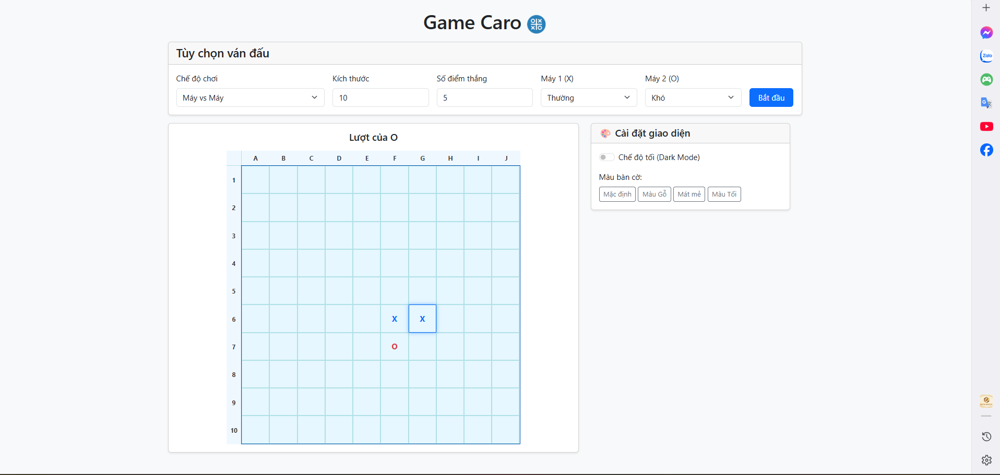 Game Caro
Tùy chọn ván đấu
Chế độ chơi
Kích thước
Số điểm thắng
Máy 1 (X)
Máy 2 (O)
Máy vs Máy
10
5
Thường
Khó
Bắt đầu
Lượt của O
A B C D E F G H I J
1
2
3
4
5
6 X X
7 O
8
9
10
Cài đặt giao diện
Chế độ tối (Dark Mode)
Màu bàn cờ:
Mặc định
Màu Gỗ
Mát mẻ
Màu Tối
Zalo